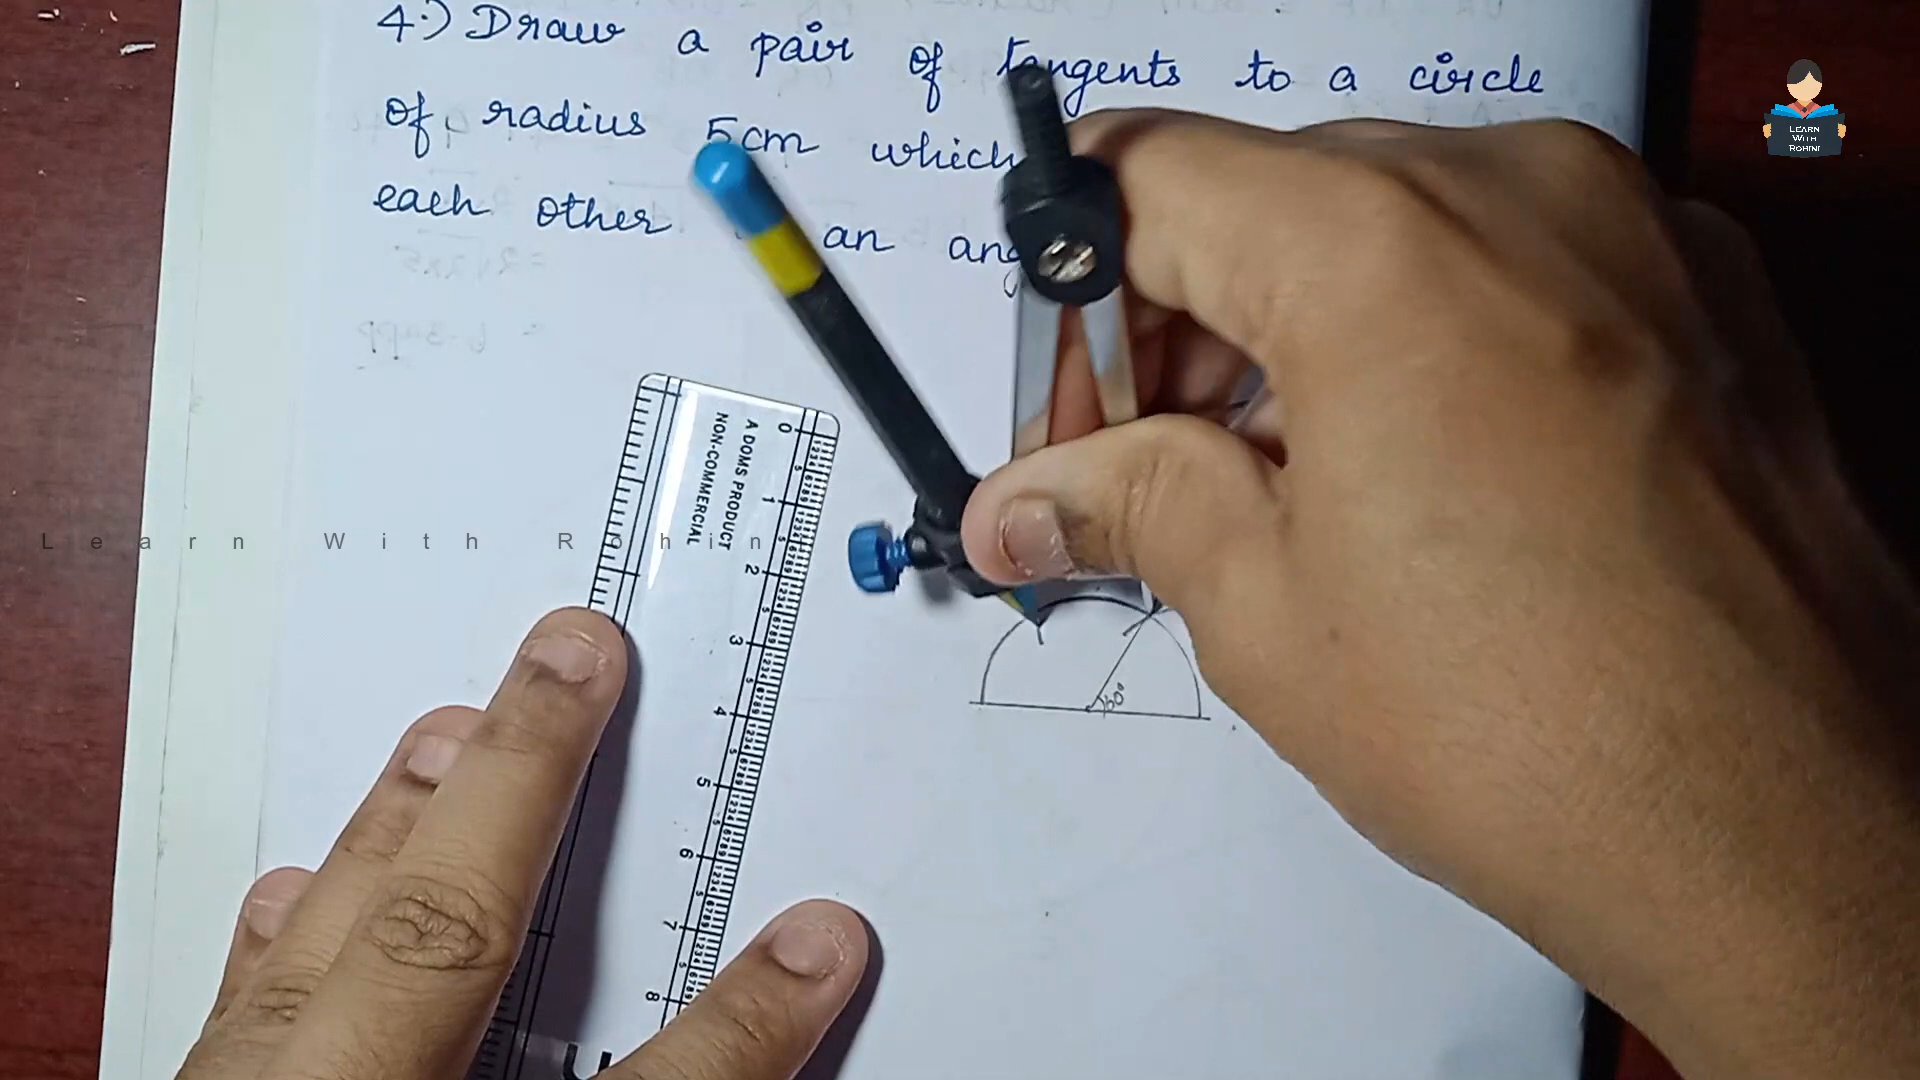 4.) Draw a pair of tangents to a circle
of radius 5cm which
each other an ang
LEARN
WITH
ROHINI
Learn With Rohin
A DOMS PRODUCT
NON-COMMERCIAL
0 1 2 3 4 5 6 7 8
60°